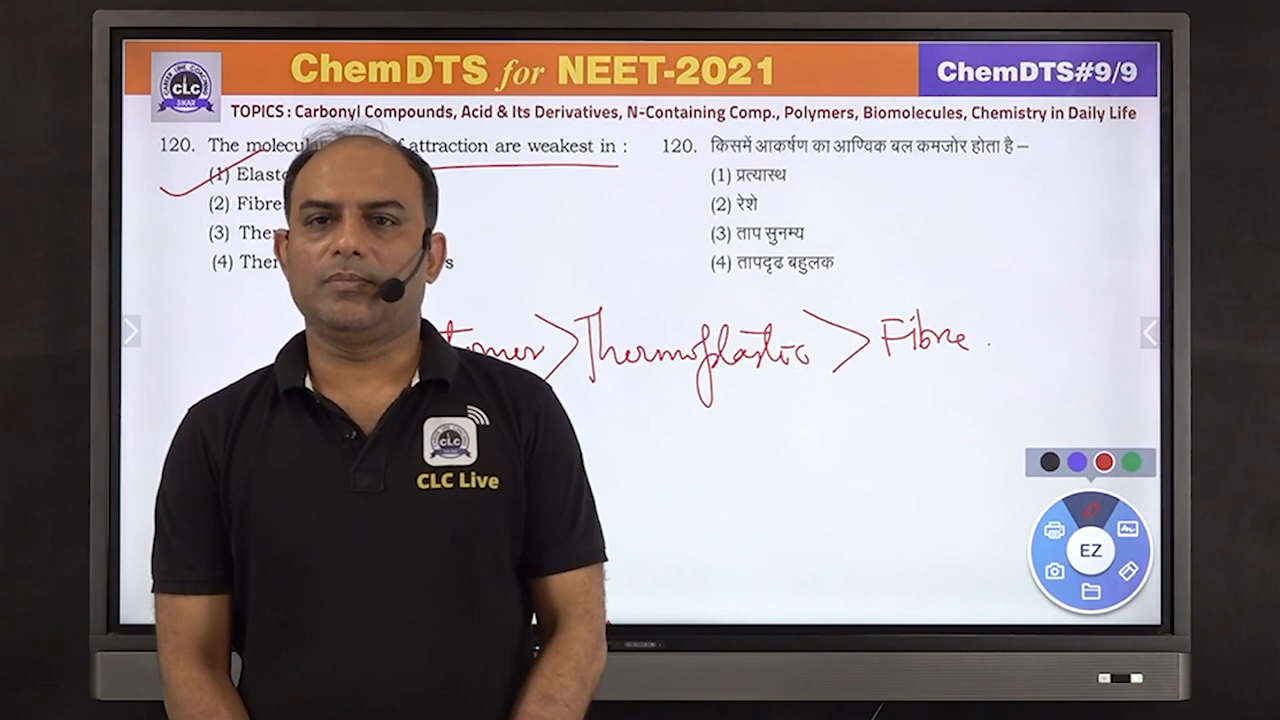 ChemDTS for NEET-2021
ChemDTS#9/9
CLC
SIKAR
TOPICS : Carbonyl Compounds, Acid & Its Derivatives, N-Containing Comp., Polymers, Biomolecules, Chemistry in Daily Life
120. The molecul f attraction are weakest in :
(1) Elasto
(2) Fibre
(3) The
(4) Ther s
120. किसमें आकर्षण का आण्विक बल कमजोर होता है –
(1) प्रत्यास्थ
(2) रेशे
(3) ताप सुनम्य
(4) तापदृढ बहुलक
tomer > Thermoplastic > Fibre .
CLC
CLC Live
EZ